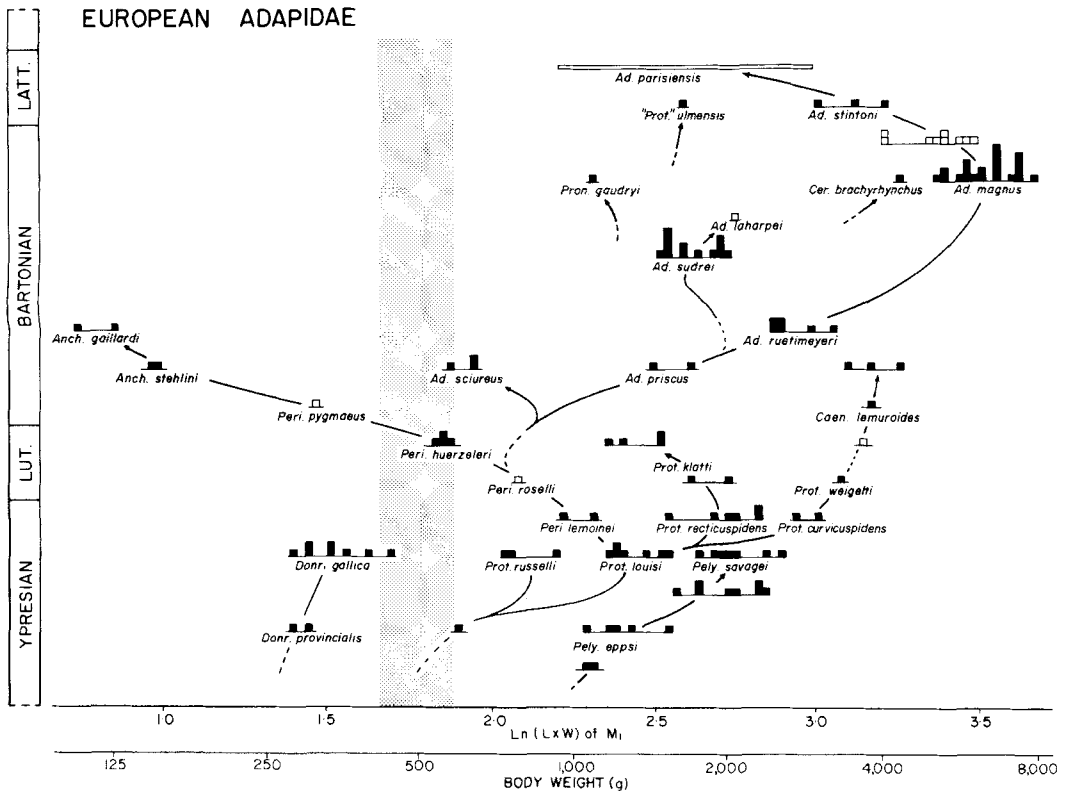 EUROPEAN ADAPIDAE
LATT.
BARTONIAN
LUT.
YPRESIAN
Ad. parisiensis
"Prot." ulmensis
Ad. stintoni
Pron. gaudryi
Cer. brachyrhynchus
Ad. magnus
Ad. laharpei
Ad. sudrei
Anch. gaillardi
Ad. ruetimeyeri
Anch. stehlini
Ad. sciureus
Ad. priscus
Peri. pygmaeus
Caen. lemuroides
Peri. huerzeleri
Prot. klatti
Peri. roselli
Prot. weigelti
Peri. lemoinei
Prot. recticuspidens
Prot. curvicuspidens
Donr. gallica
Prot. russelli
Prot. louisi
Pely. savagei
Donr. provincialis
Pely. eppsi
1·0 1·5 2·0 2·5 3·0 3·5
Ln (L×W) of M₁
125 250 500 1,000 2,000 4,000 8,000
BODY WEIGHT (g)